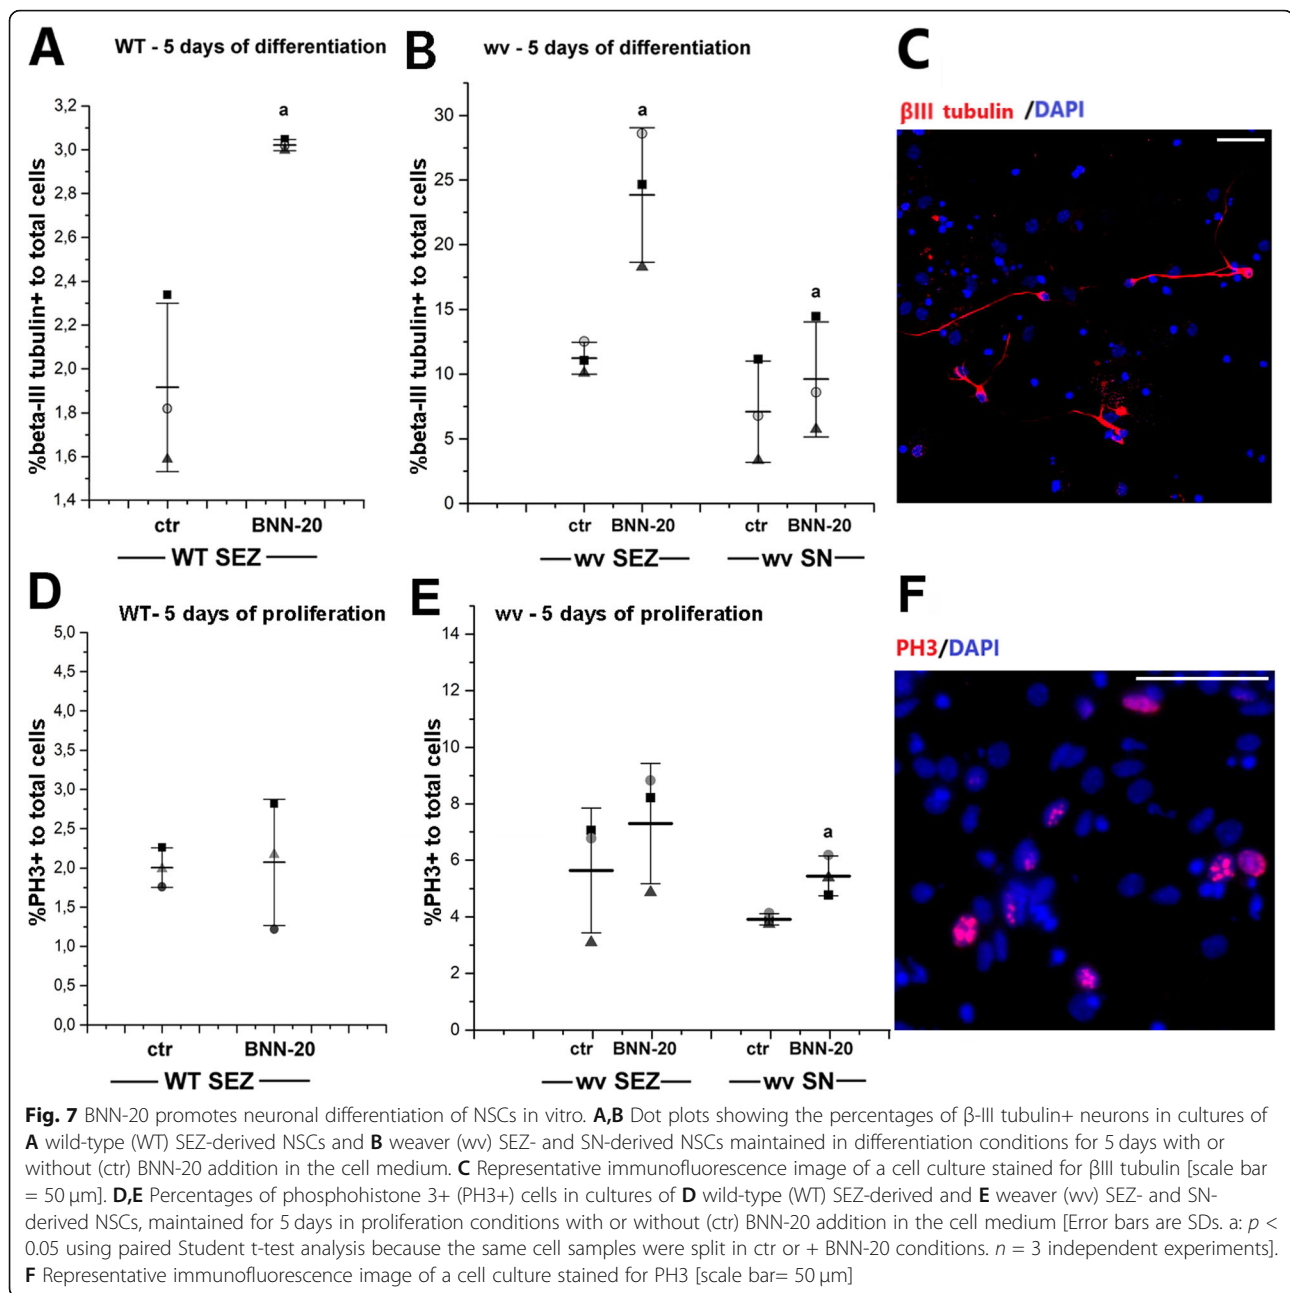 A
WT - 5 days of differentiation
%beta-III tubulin+ to total cells
3,2
3,0
2,8
2,6
2,4
2,2
2,0
1,8
1,6
1,4
a
ctr
BNN-20
WT SEZ
B
wv - 5 days of differentiation
%beta-III tubulin+ to total cells
30
25
20
15
10
5
0
a
a
ctr
BNN-20
ctr
BNN-20
wv SEZ
wv SN
C
βIII tubulin /DAPI
D
WT- 5 days of proliferation
%PH3+ to total cells
5,0
4,5
4,0
3,5
3,0
2,5
2,0
1,5
1,0
0,5
0,0
ctr
BNN-20
WT SEZ
E
wv - 5 days of proliferation
%PH3+ to total cells
14
12
10
8
6
4
2
0
a
ctr
BNN-20
ctr
BNN-20
wv SEZ
wv SN
F
PH3/DAPI
Fig. 7 BNN-20 promotes neuronal differentiation of NSCs in vitro. A,B Dot plots showing the percentages of β-III tubulin+ neurons in cultures of
A wild-type (WT) SEZ-derived NSCs and B weaver (wv) SEZ- and SN-derived NSCs maintained in differentiation conditions for 5 days with or
without (ctr) BNN-20 addition in the cell medium. C Representative immunofluorescence image of a cell culture stained for βIII tubulin [scale bar
= 50 μm]. D,E Percentages of phosphohistone 3+ (PH3+) cells in cultures of D wild-type (WT) SEZ-derived and E weaver (wv) SEZ- and SN-
derived NSCs, maintained for 5 days in proliferation conditions with or without (ctr) BNN-20 addition in the cell medium [Error bars are SDs. a: p <
0.05 using paired Student t-test analysis because the same cell samples were split in ctr or + BNN-20 conditions. n = 3 independent experiments].
F Representative immunofluorescence image of a cell culture stained for PH3 [scale bar= 50 μm]